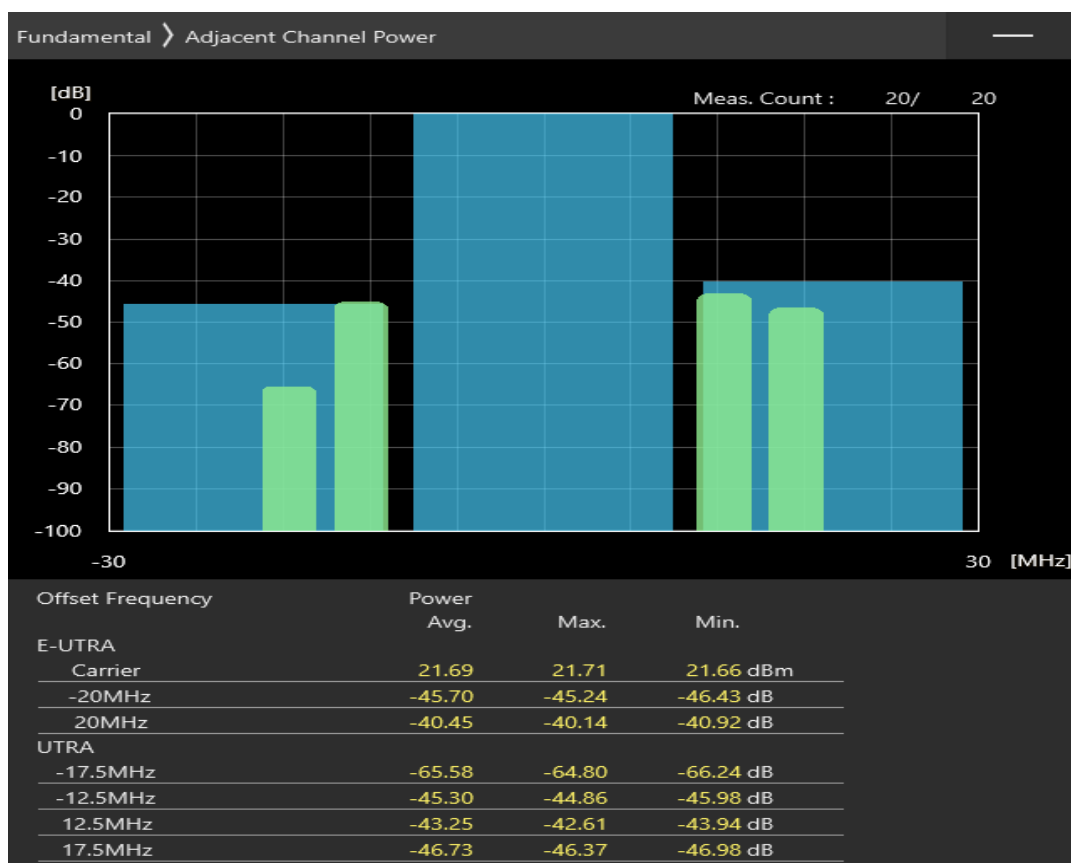 Fundamental ❯ Adjacent Channel Power
[dB]
Meas. Count : 20/ 20
0
-10
-20
-30
-40
-50
-60
-70
-80
-90
-100
-30 30 [MHz]
Offset Frequency Power
Avg. Max. Min.
E-UTRA
Carrier 21.69 21.71 21.66 dBm
-20MHz -45.70 -45.24 -46.43 dB
20MHz -40.45 -40.14 -40.92 dB
UTRA
-17.5MHz -65.58 -64.80 -66.24 dB
-12.5MHz -45.30 -44.86 -45.98 dB
12.5MHz -43.25 -42.61 -43.94 dB
17.5MHz -46.73 -46.37 -46.98 dB